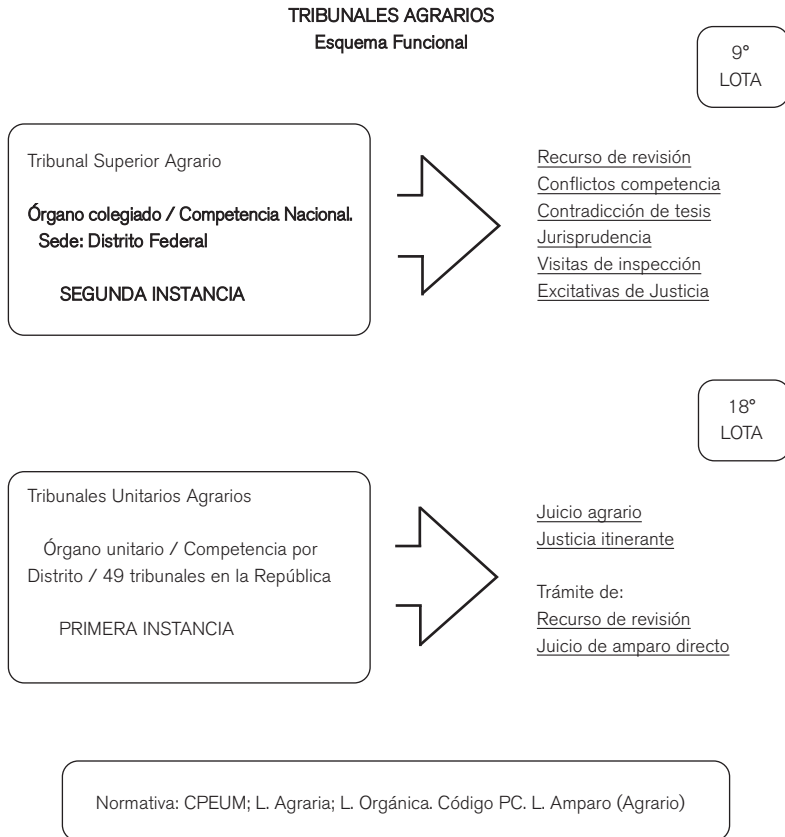 TRIBUNALES AGRARIOS
Esquema Funcional
9°
LOTA
Tribunal Superior Agrario
Órgano colegiado / Competencia Nacional.
Sede: Distrito Federal
SEGUNDA INSTANCIA
Recurso de revisión
Conflictos competencia
Contradicción de tesis
Jurisprudencia
Visitas de inspección
Excitativas de Justicia
18°
LOTA
Tribunales Unitarios Agrarios
Órgano unitario / Competencia por
Distrito / 49 tribunales en la República
PRIMERA INSTANCIA
Juicio agrario
Justicia itinerante
Trámite de:
Recurso de revisión
Juicio de amparo directo
Normativa: CPEUM; L. Agraria; L. Orgánica. Código PC. L. Amparo (Agrario)